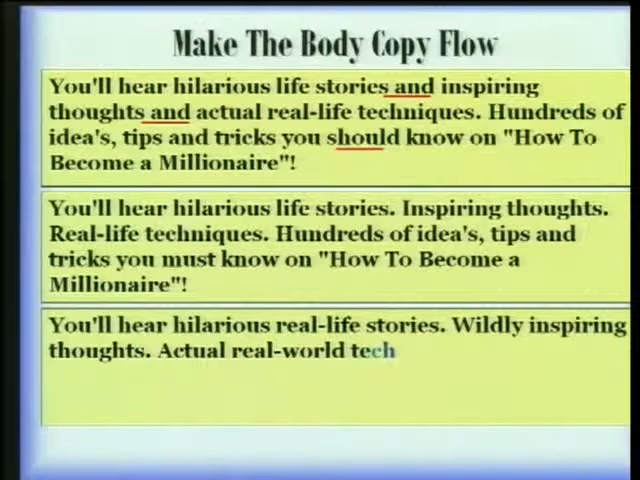 Make The Body Copy Flow
You'll hear hilarious life stories and inspiring
thoughts and actual real-life techniques. Hundreds of
idea's, tips and tricks you should know on "How To
Become a Millionaire"!
You'll hear hilarious life stories. Inspiring thoughts.
Real-life techniques. Hundreds of idea's, tips and
tricks you must know on "How To Become a
Millionaire"!
You'll hear hilarious real-life stories. Wildly inspiring
thoughts. Actual real-world tech